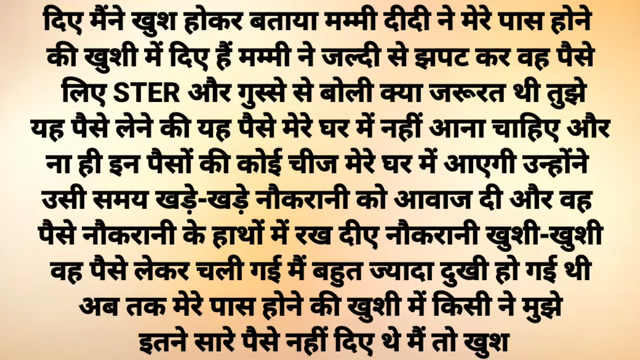 दिए मैंने खुश होकर बताया मम्मी दीदी ने मेरे पास होने
की खुशी में दिए हैं मम्मी ने जल्दी से झपट कर वह पैसे
लिए STER और गुस्से से बोली क्या जरूरत थी तुझे
यह पैसे लेने की यह पैसे मेरे घर में नहीं आना चाहिए और
ना ही इन पैसों की कोई चीज मेरे घर में आएगी उन्होंने
उसी समय खड़े-खड़े नौकरानी को आवाज दी और वह
पैसे नौकरानी के हाथों में रख दीए नौकरानी खुशी-खुशी
वह पैसे लेकर चली गई मैं बहुत ज्यादा दुखी हो गई थी
अब तक मेरे पास होने की खुशी में किसी ने मुझे
इतने सारे पैसे नहीं दिए थे मैं तो खुश